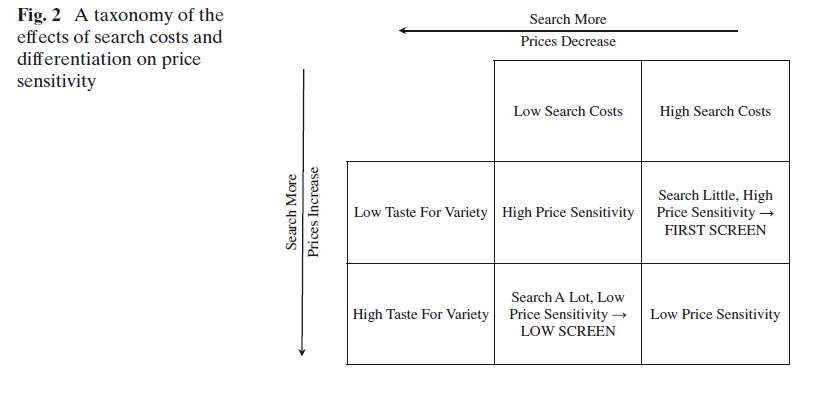 Fig. 2 A taxonomy of the
effects of search costs and
differentiation on price
sensitivity
Search More
Prices Decrease
Search More
Prices Increase
Low Search Costs
High Search Costs
Low Taste For Variety
High Price Sensitivity
Search Little, High
Price Sensitivity →
FIRST SCREEN
High Taste For Variety
Search A Lot, Low
Price Sensitivity →
LOW SCREEN
Low Price Sensitivity